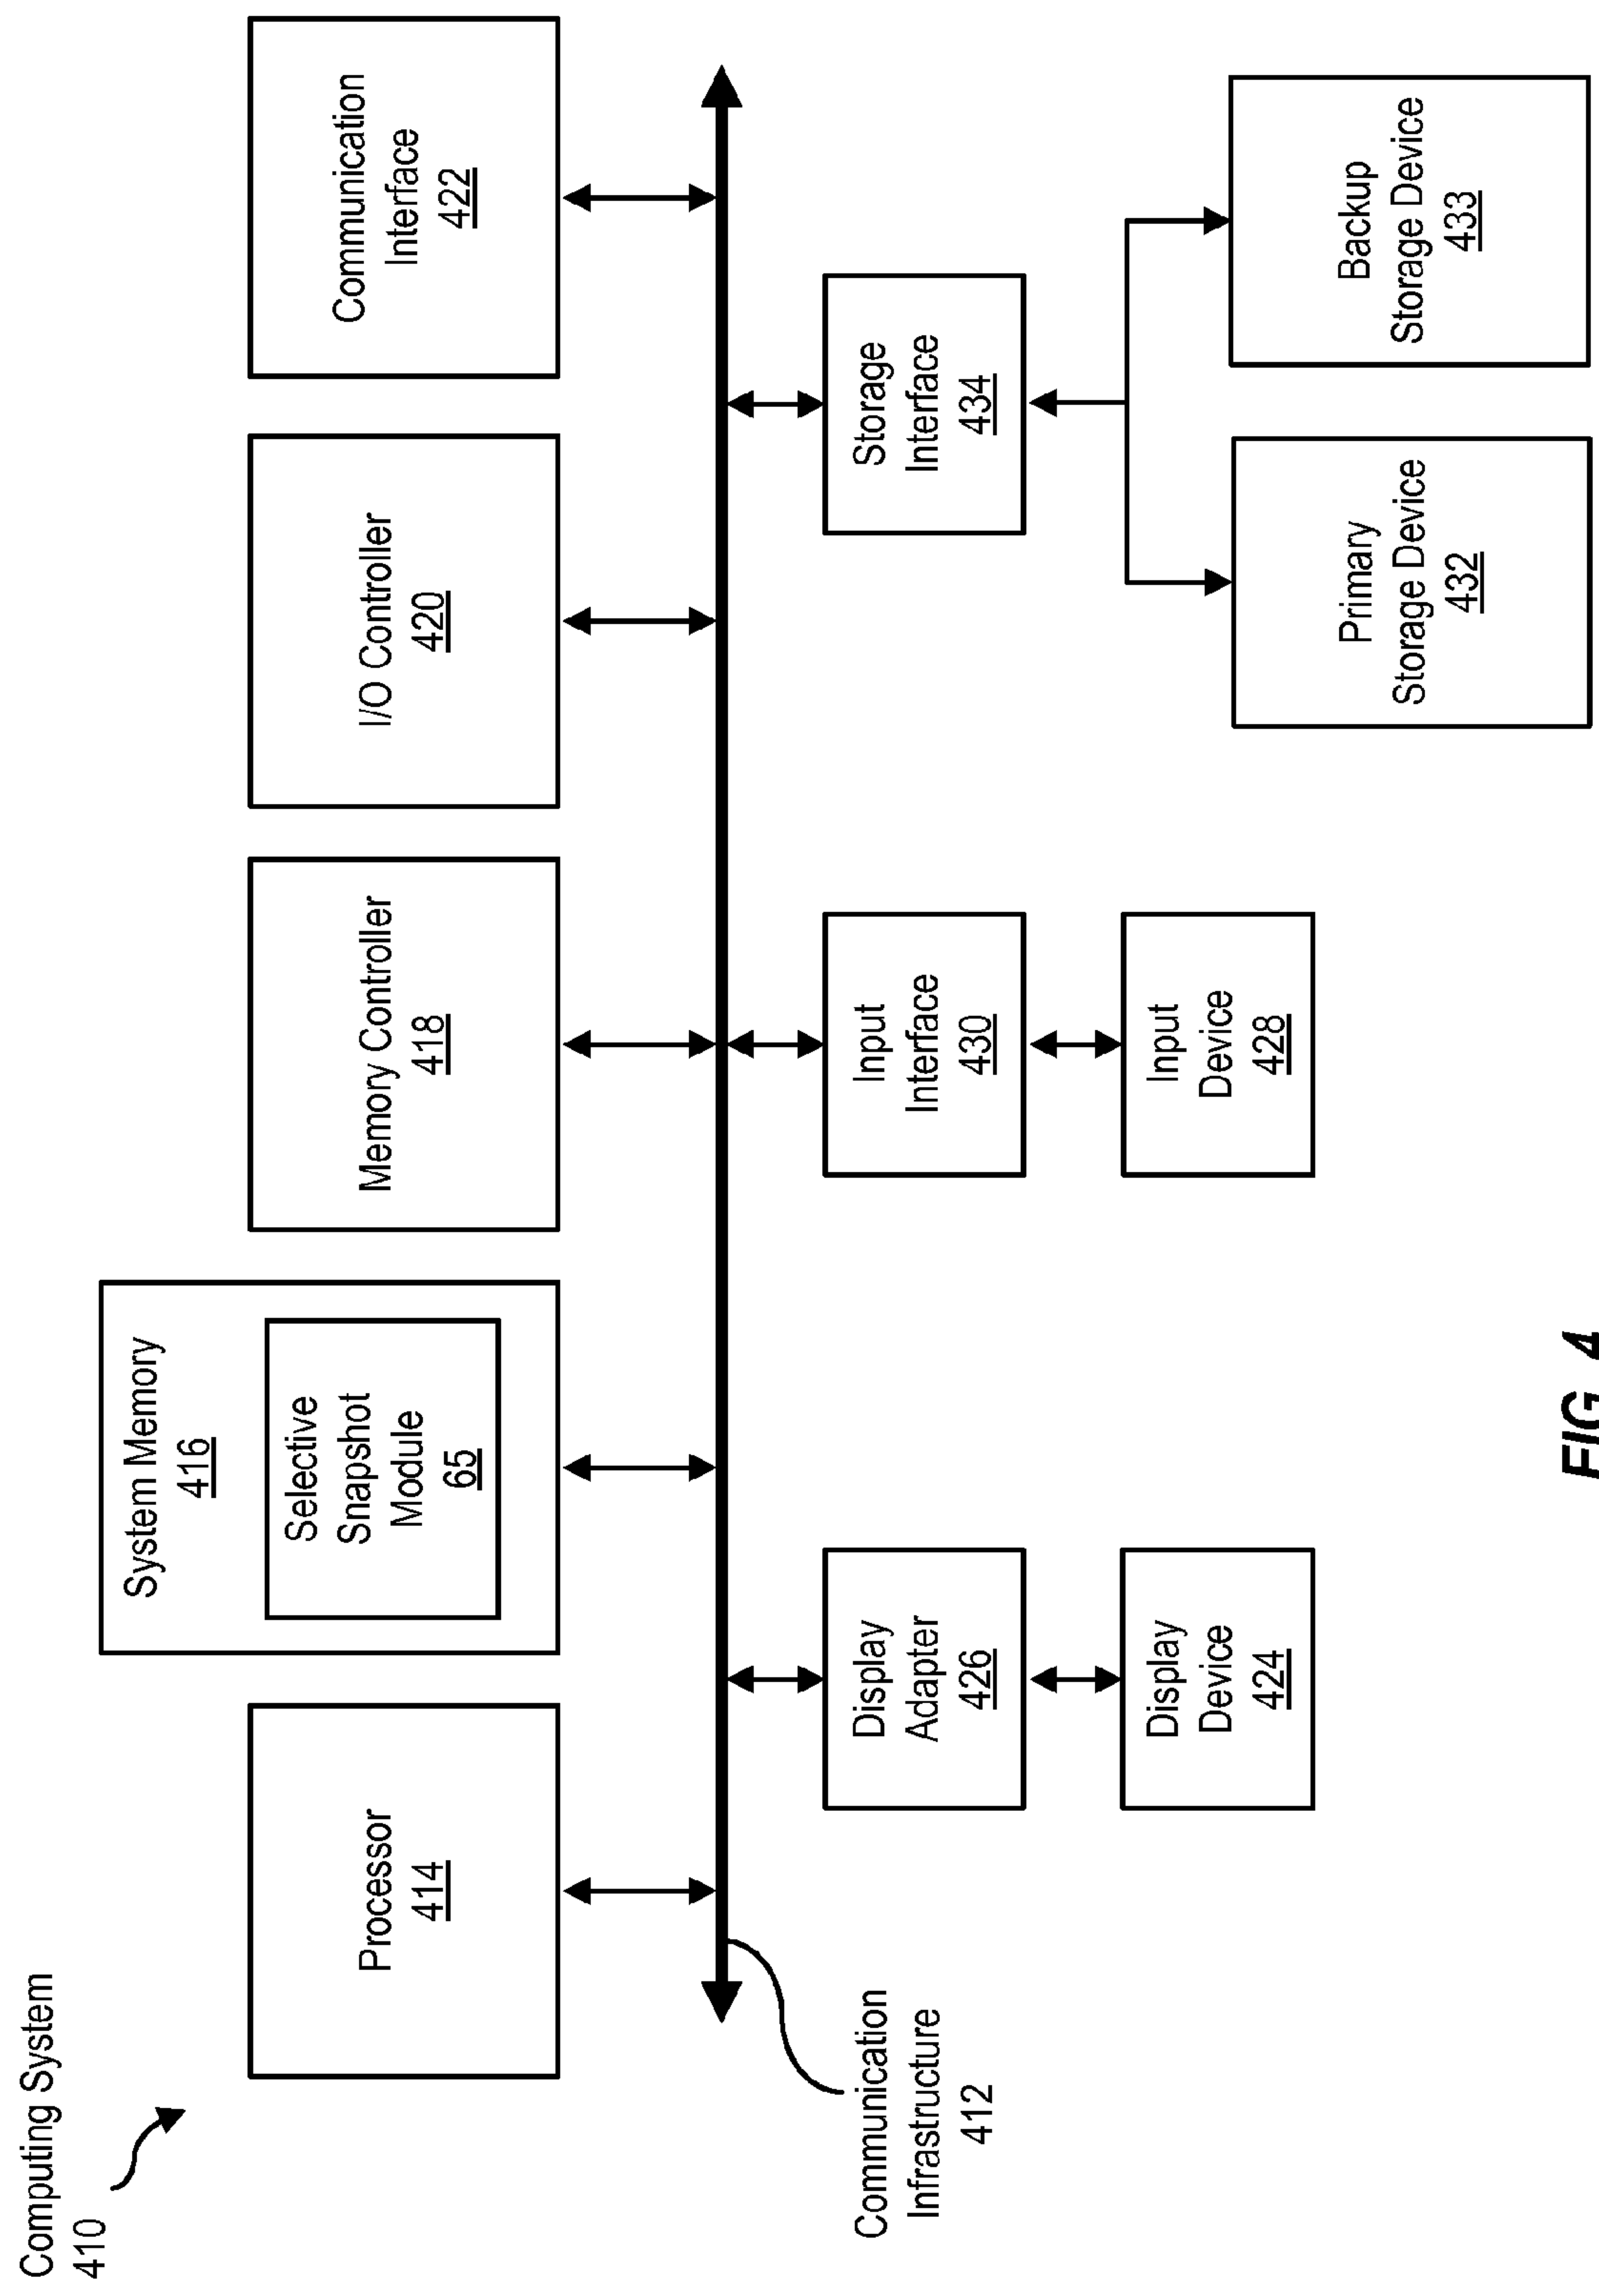 Computing System
410
Processor
414
System Memory
416
Selective
Snapshot
Module
65
Memory Controller
418
I/O Controller
420
Communication
Interface
422
Communication
Infrastructure
412
Display
Adapter
426
Input
Interface
430
Storage
Interface
434
Display
Device
424
Input
Device
428
Primary
Storage Device
432
Backup
Storage Device
433
FIG. 4